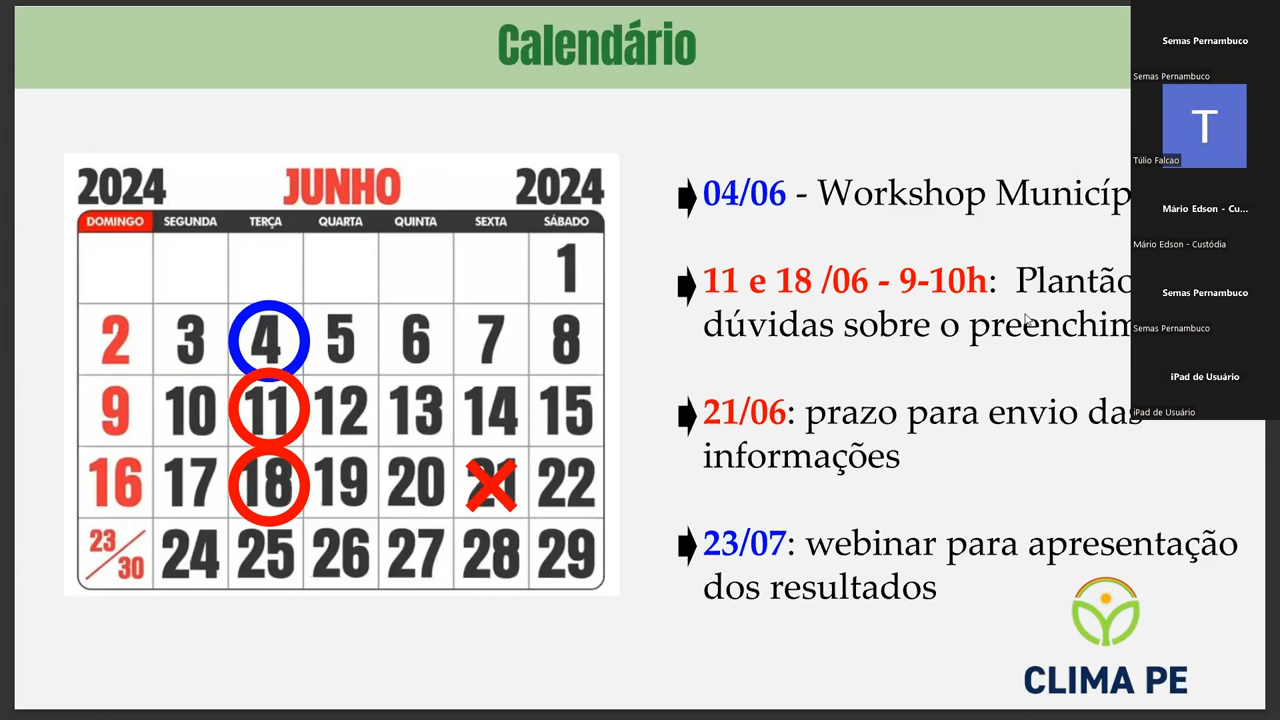 Calendário
2024 JUNHO 2024
DOMINGO SEGUNDA TERÇA QUARTA QUINTA SEXTA SÁBADO
1
2 3 4 5 6 7 8
9 10 11 12 13 14 15
16 17 18 19 20 21 22
23/30 24 25 26 27 28 29
04/06 - Workshop Municíp
11 e 18 /06 - 9-10h: Plantão
dúvidas sobre o preenchim
21/06: prazo para envio das
informações
23/07: webinar para apresentação
dos resultados
CLIMA PE
Semas Pernambuco
Semas Pernambuco
T
Túlio Falcao
Mário Edson - Cu...
Mário Edson - Custódia
Semas Pernambuco
Semas Pernambuco
iPad de Usuário
iPad de Usuário